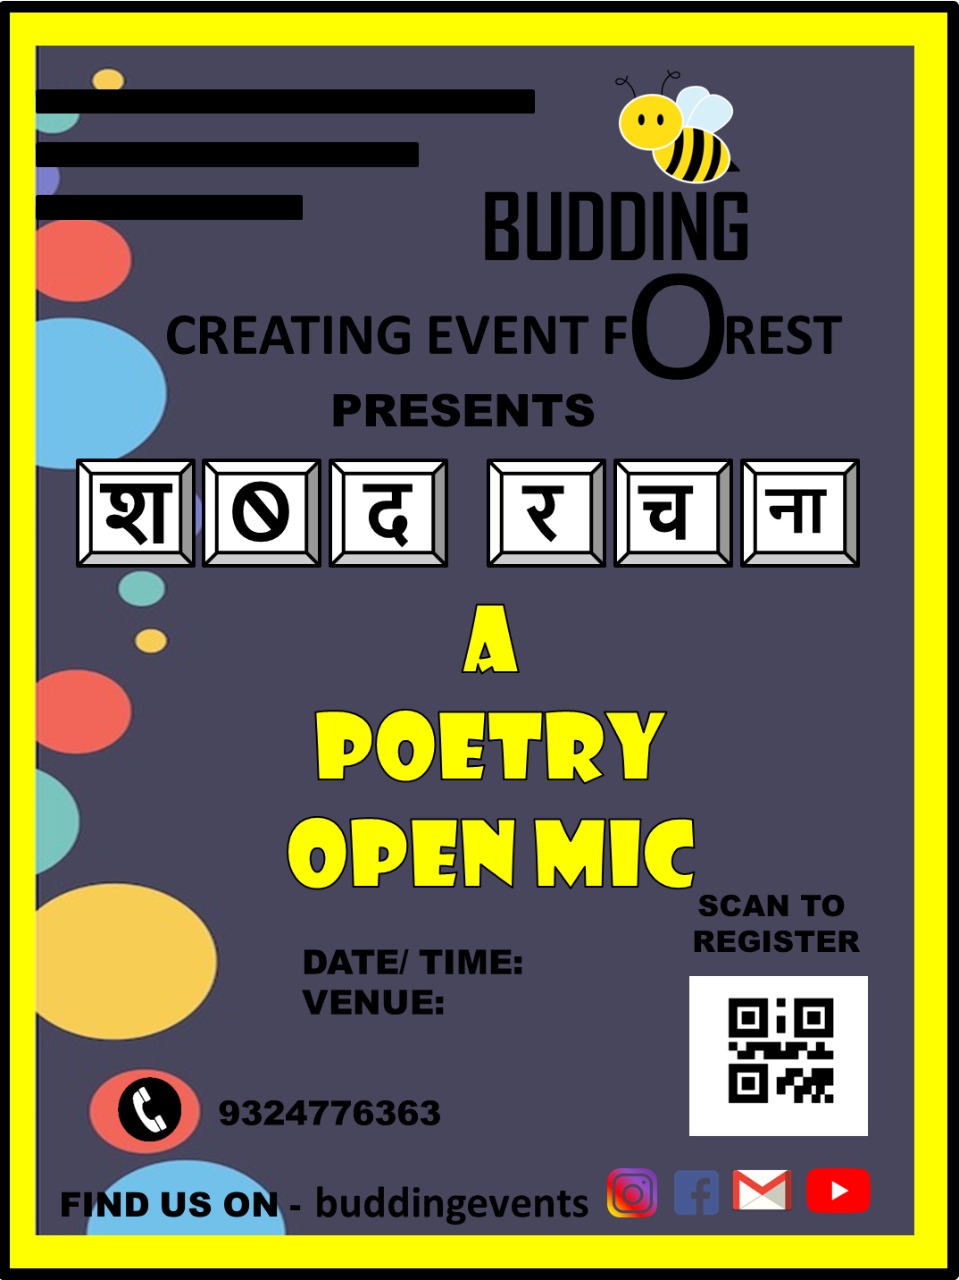 BUDDING
CREATING EVENT FOREST
PRESENTS
शब्द रचना
A
POETRY
OPEN MIC
SCAN TO
REGISTER
DATE/ TIME:
VENUE:
9324776363
FIND US ON - buddingevents